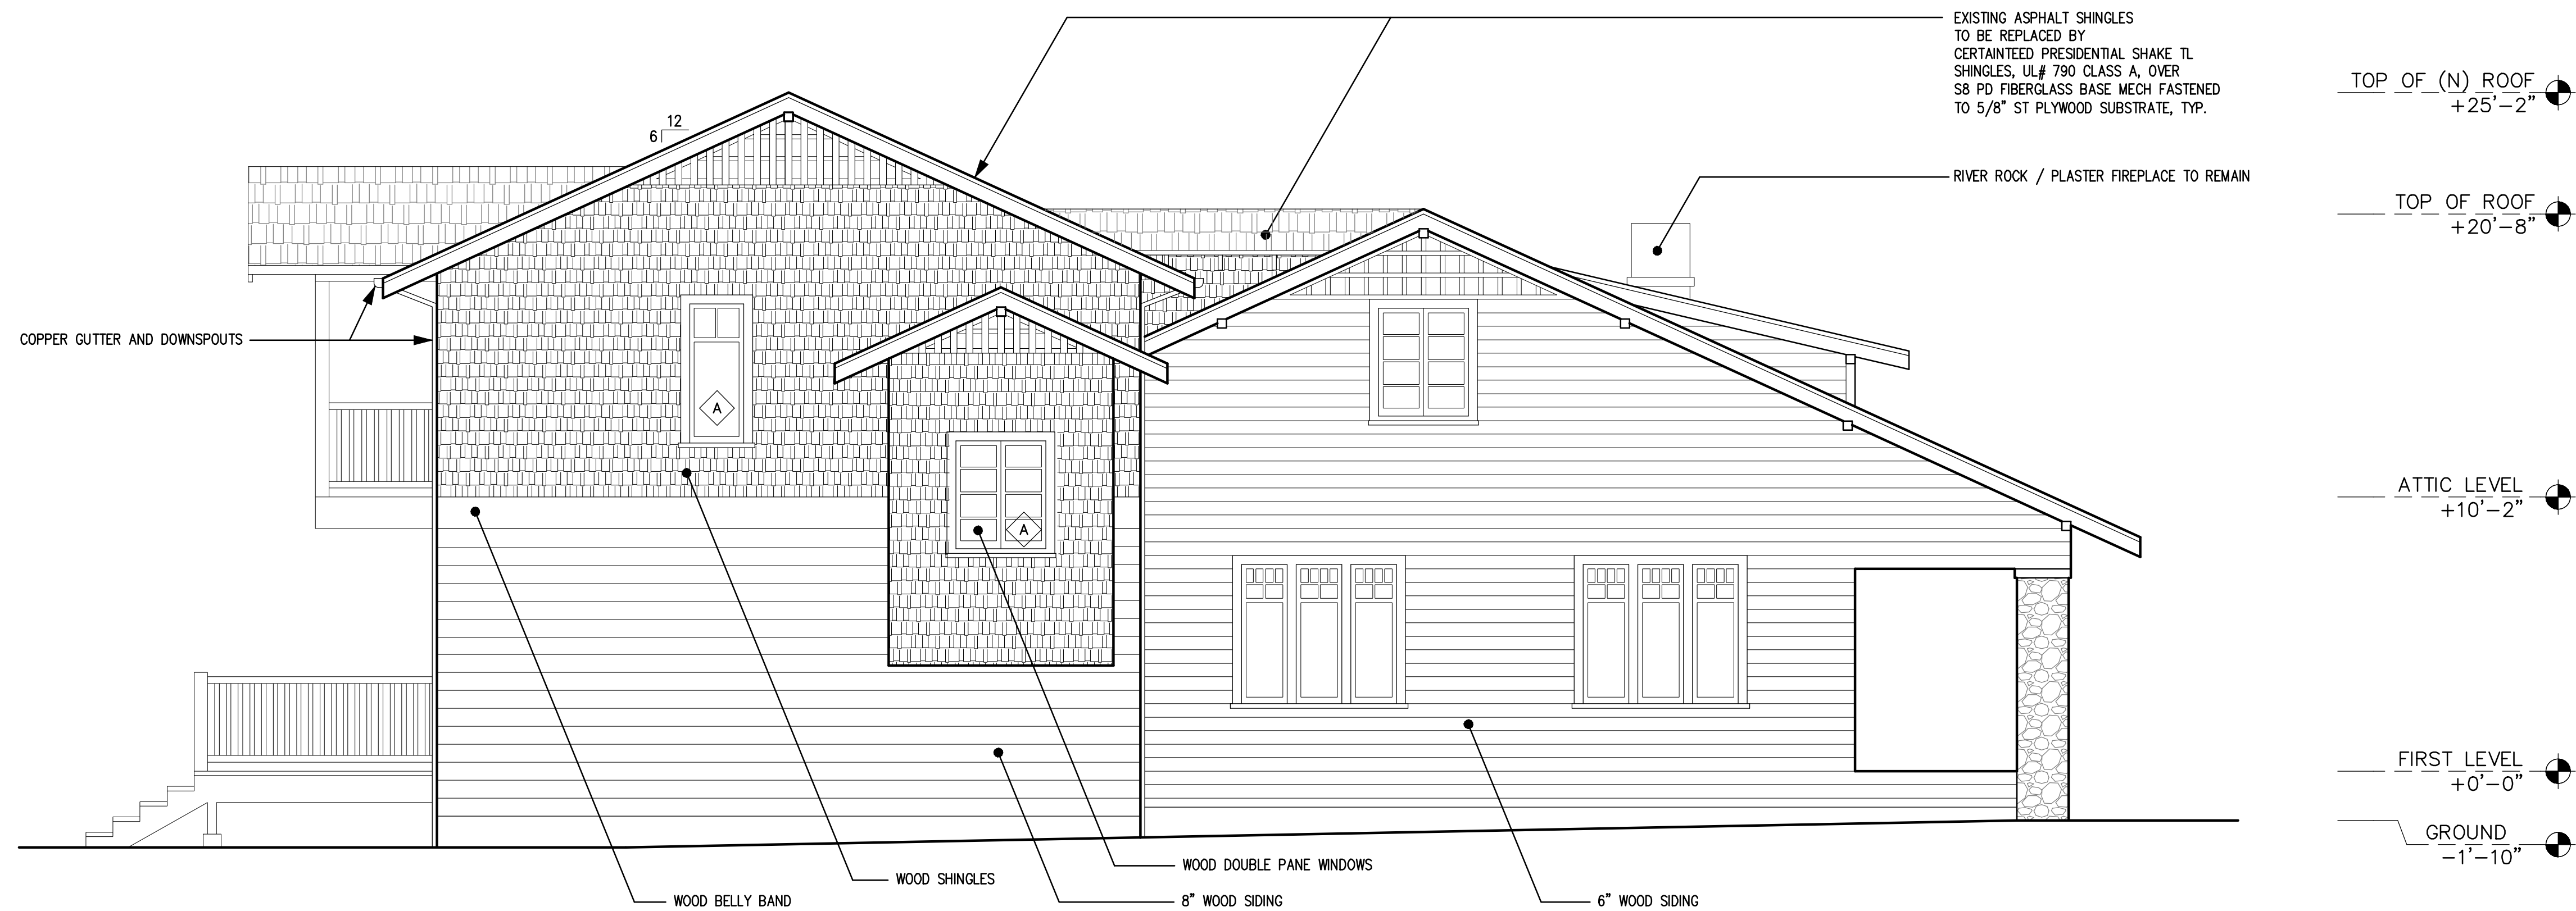 EXISTING ASPHALT SHINGLES
TO BE REPLACED BY
CERTAINTEED PRESIDENTIAL SHAKE TL
SHINGLES, UL# 790 CLASS A, OVER
S8 PD FIBERGLASS BASE MECH FASTENED
TO 5/8" ST PLYWOOD SUBSTRATE, TYP.
TOP OF (N) ROOF
+25'-2"
12
6
RIVER ROCK / PLASTER FIREPLACE TO REMAIN
TOP OF ROOF
+20'-8"
COPPER GUTTER AND DOWNSPOUTS
A
A
ATTIC LEVEL
+10'-2"
FIRST LEVEL
+0'-0"
GROUND
-1'-10"
WOOD DOUBLE PANE WINDOWS
WOOD SHINGLES
WOOD BELLY BAND
8" WOOD SIDING
6" WOOD SIDING